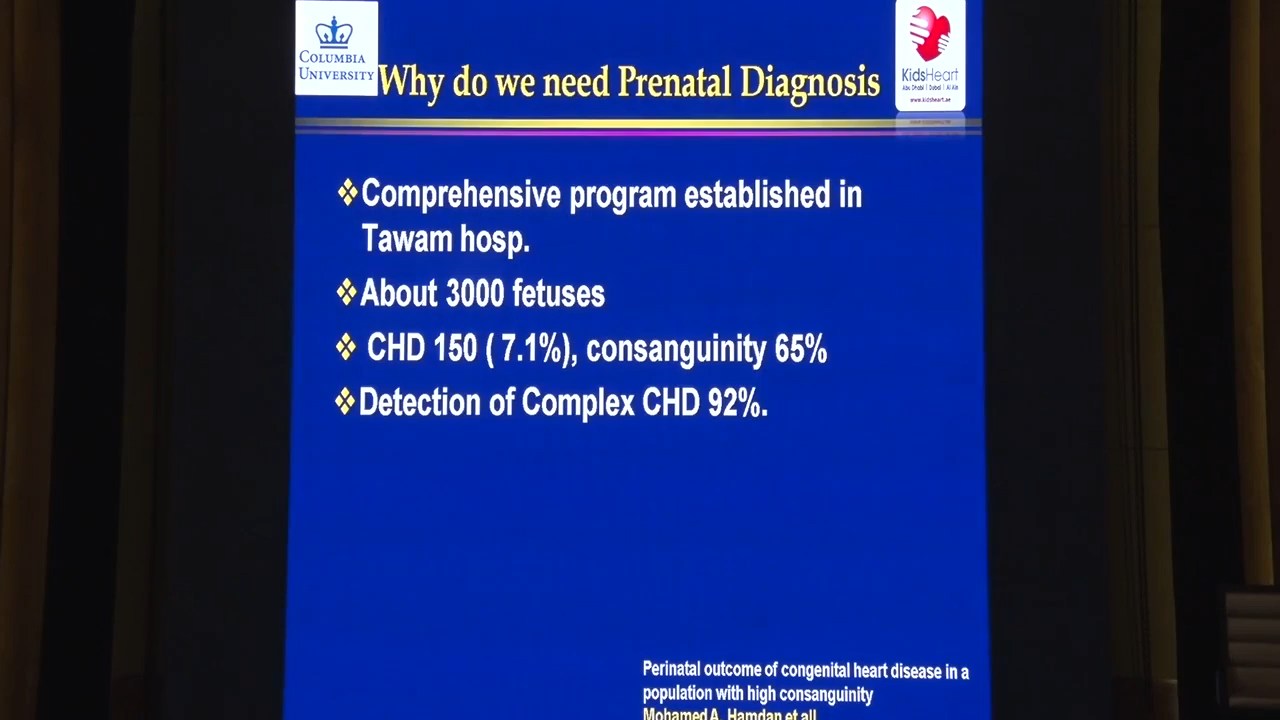 COLUMBIA
UNIVERSITY
Why do we need Prenatal Diagnosis
KidsHeart
Abu Dhabi | Dubai | Al Ain
www.kidsheart.ae
Comprehensive program established in
Tawam hosp.
About 3000 fetuses
CHD 150 ( 7.1%), consanguinity 65%
Detection of Complex CHD 92%.
Perinatal outcome of congenital heart disease in a
population with high consanguinity
Mohamed A. Hamdan et all